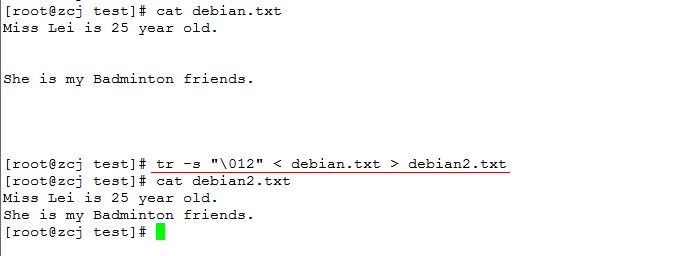 [root@zcj test]# cat debian.txt
Miss Lei is 25 year old.
She is my Badminton friends.
[root@zcj test]# tr -s "\012" < debian.txt > debian2.txt
[root@zcj test]# cat debian2.txt
Miss Lei is 25 year old.
She is my Badminton friends.
[root@zcj test]#